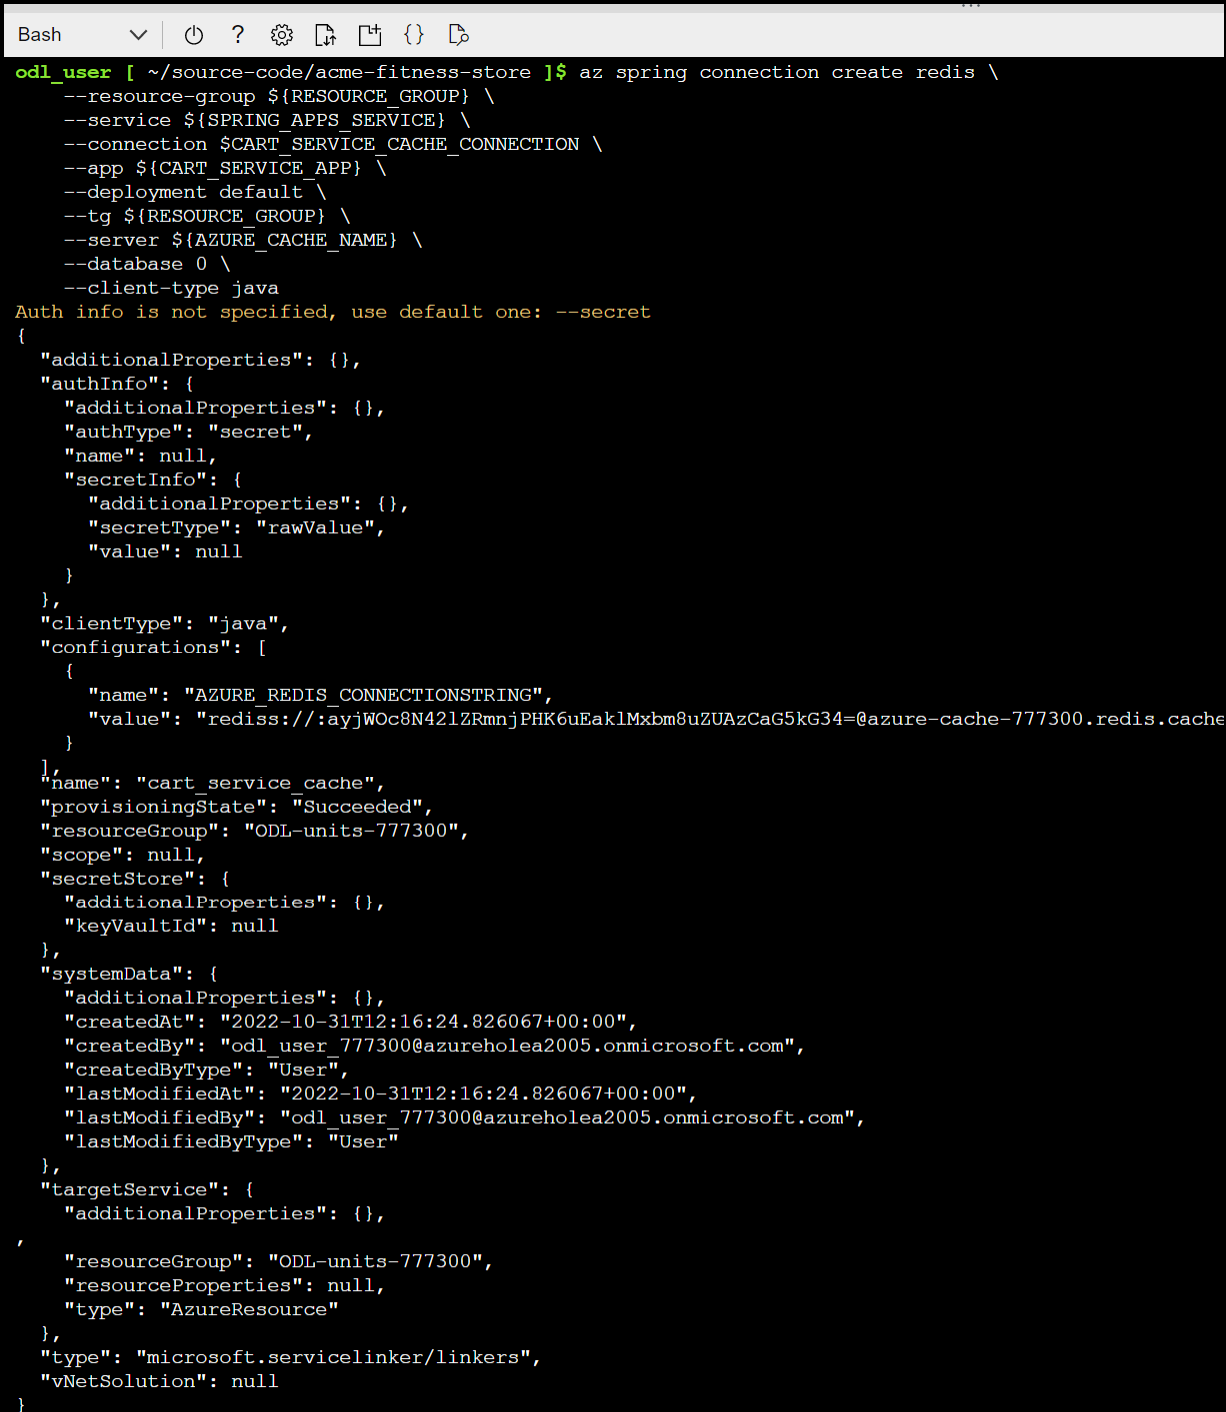 Bash
odl_user [ ~/source-code/acme-fitness-store ]$ az spring connection create redis \
    --resource-group ${RESOURCE_GROUP} \
    --service ${SPRING_APPS_SERVICE} \
    --connection $CART_SERVICE_CACHE_CONNECTION \
    --app ${CART_SERVICE_APP} \
    --deployment default \
    --tg ${RESOURCE_GROUP} \
    --server ${AZURE_CACHE_NAME} \
    --database 0 \
    --client-type java
Auth info is not specified, use default one: --secret
{
  "additionalProperties": {},
  "authInfo": {
    "additionalProperties": {},
    "authType": "secret",
    "name": null,
    "secretInfo": {
      "additionalProperties": {},
      "secretType": "rawValue",
      "value": null
    }
  },
  "clientType": "java",
  "configurations": [
    {
      "name": "AZURE_REDIS_CONNECTIONSTRING",
      "value": "rediss://:ayjWOc8N42lZRmnjPHK6uEaklMxbm8uZUAzCaG5kG34=@azure-cache-777300.redis.cache
    }
  ],
  "name": "cart_service_cache",
  "provisioningState": "Succeeded",
  "resourceGroup": "ODL-units-777300",
  "scope": null,
  "secretStore": {
    "additionalProperties": {},
    "keyVaultId": null
  },
  "systemData": {
    "additionalProperties": {},
    "createdAt": "2022-10-31T12:16:24.826067+00:00",
    "createdBy": "odl_user_777300@azureholea2005.onmicrosoft.com",
    "createdByType": "User",
    "lastModifiedAt": "2022-10-31T12:16:24.826067+00:00",
    "lastModifiedBy": "odl_user_777300@azureholea2005.onmicrosoft.com",
    "lastModifiedByType": "User"
  },
  "targetService": {
    "additionalProperties": {},
,
    "resourceGroup": "ODL-units-777300",
    "resourceProperties": null,
    "type": "AzureResource"
  },
  "type": "microsoft.servicelinker/linkers",
  "vNetSolution": null
}